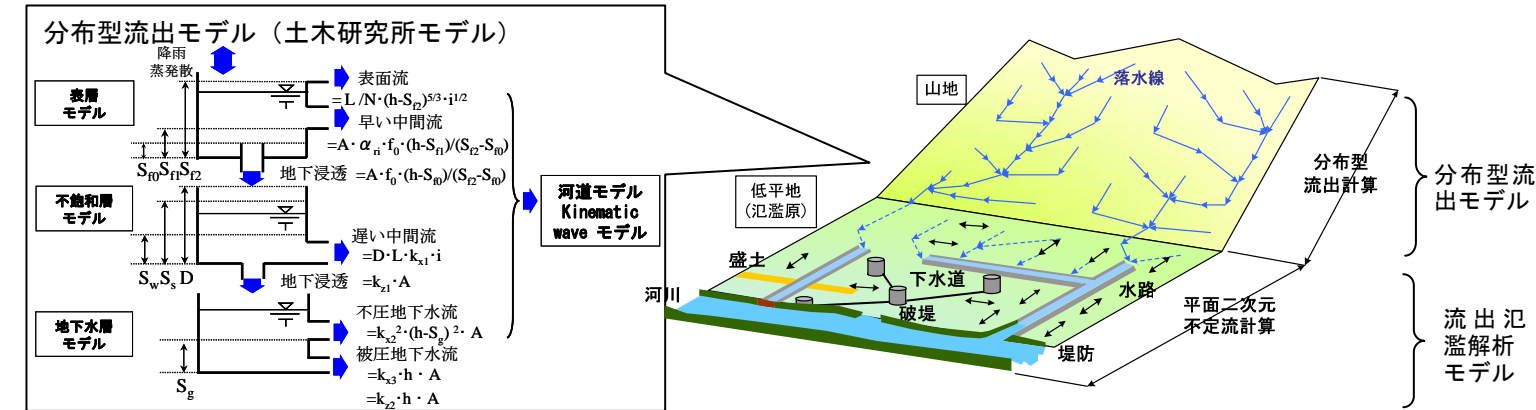 分布型流出モデル（土木研究所モデル）
降雨
蒸発散
表層
モデル
表面流
=L/N·(h-Sf2)5/3·i1/2
早い中間流
=A·αri·f0·(h-Sf1)/(Sf2-Sf0)
Sf0 Sf1 Sf2
地下浸透 =A·f0·(h-Sf0)/(Sf2-Sf0)
不飽和層
モデル
遅い中間流
=D·L·kx1·i
Sw Ss D
地下浸透 =kz1·A
地下水層
モデル
不圧地下水流
=kx2²·(h-Sg)²·A
被圧地下水流
=kx3·h·A
=kz2·h·A
Sg
河道モデル
Kinematic
wave モデル
山地
落水線
低平地
(氾濫原)
盛土
河川
下水道
破堤
水路
堤防
分布型
流出計算
平面二次元
不定流計算
分布型流
出モデル
流出氾
濫解析
モデル